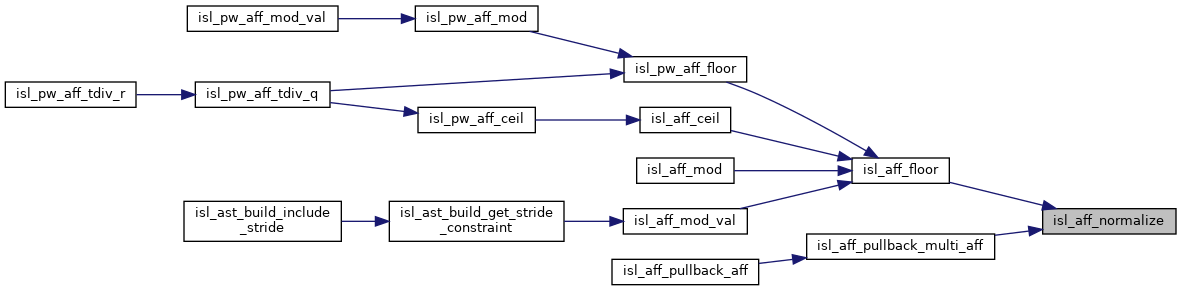 isl_pw_aff_mod_val
isl_pw_aff_mod
isl_pw_aff_floor
isl_pw_aff_tdiv_r
isl_pw_aff_tdiv_q
isl_pw_aff_ceil
isl_aff_ceil
isl_aff_mod
isl_aff_floor
isl_ast_build_include
_stride
isl_ast_build_get_stride
_constraint
isl_aff_mod_val
isl_aff_normalize
isl_aff_pullback_multi_aff
isl_aff_pullback_aff